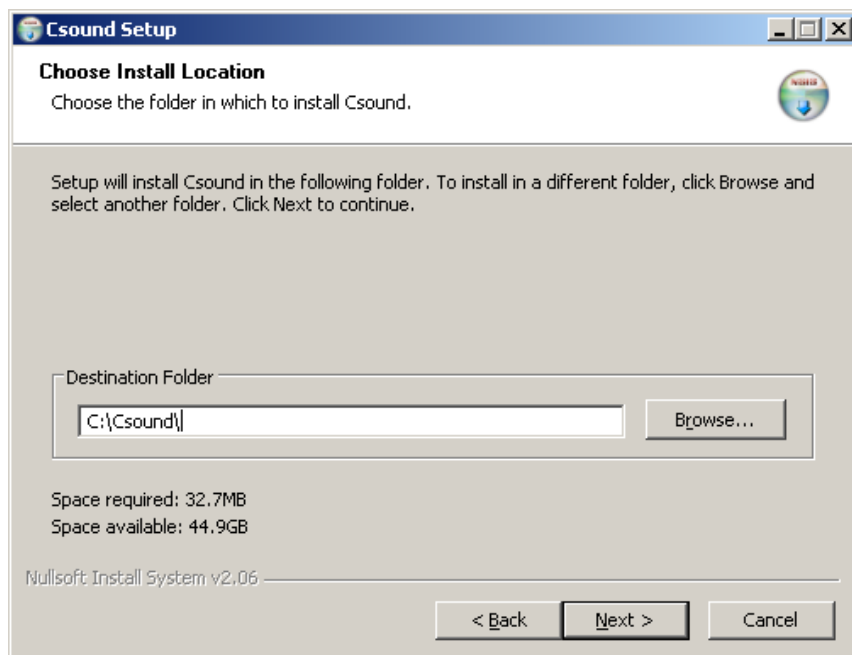 Csound Setup
Choose Install Location
Choose the folder in which to install Csound.
Setup will install Csound in the following folder. To install in a different folder, click Browse and
select another folder. Click Next to continue.
Destination Folder
C:\Csound\
Browse...
Space required: 32.7MB
Space available: 44.9GB
Nullsoft Install System v2.06
< Back
Next >
Cancel